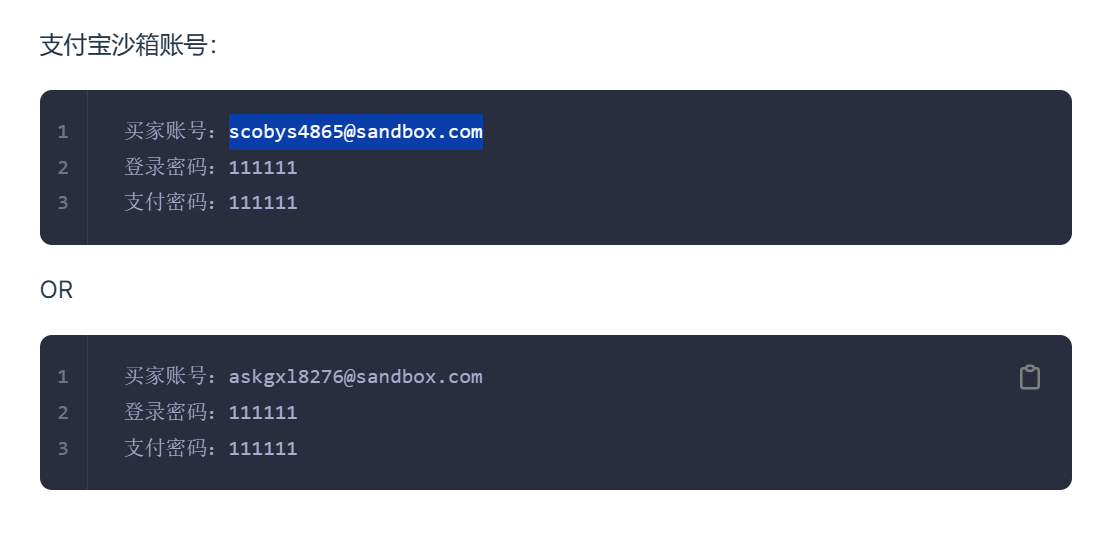 支付宝沙箱账号：
1 买家账号：scobys4865@sandbox.com
2 登录密码：111111
3 支付密码：111111
OR
1 买家账号：askgxl8276@sandbox.com
2 登录密码：111111
3 支付密码：111111